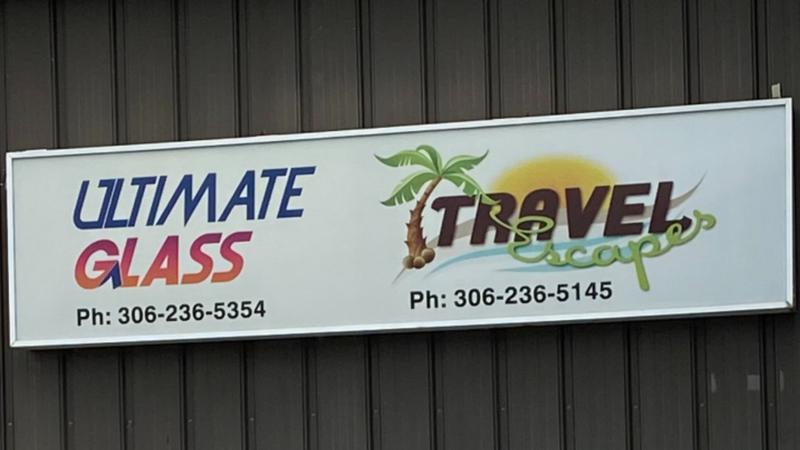 ULTIMATE
GLASS
Ph: 306-236-5354
TRAVEL
Escapes
Ph: 306-236-5145